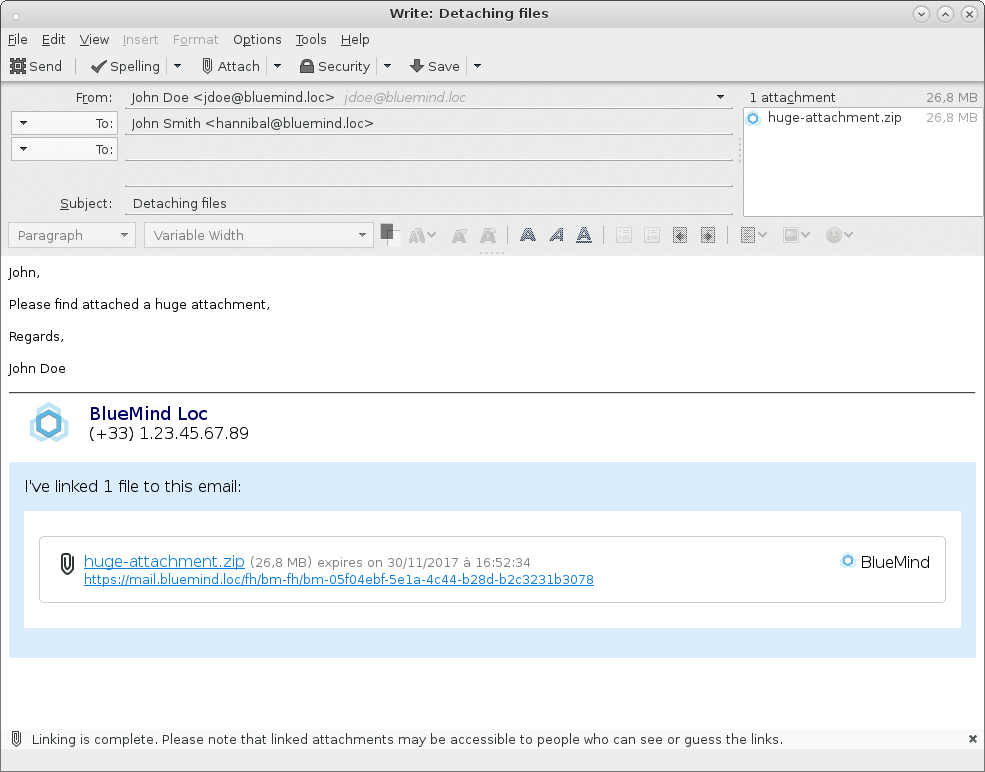 Write: Detaching files
File Edit View Insert Format Options Tools Help
Send Spelling Attach Security Save
From: John Doe <jdoe@bluemind.loc> jdoe@bluemind.loc
1 attachment 26,8 MB
To: John Smith <hannibal@bluemind.loc>
huge-attachment.zip 26,8 MB
To:
Subject: Detaching files
Paragraph Variable Width
John,
Please find attached a huge attachment,
Regards,
John Doe
BlueMind Loc
(+33) 1.23.45.67.89
I've linked 1 file to this email:
huge-attachment.zip (26,8 MB) expires on 30/11/2017 à 16:52:34 BlueMind
https://mail.bluemind.loc/fh/bm-fh/bm-05f04ebf-5e1a-4c44-b28d-b2c3231b3078
Linking is complete. Please note that linked attachments may be accessible to people who can see or guess the links.